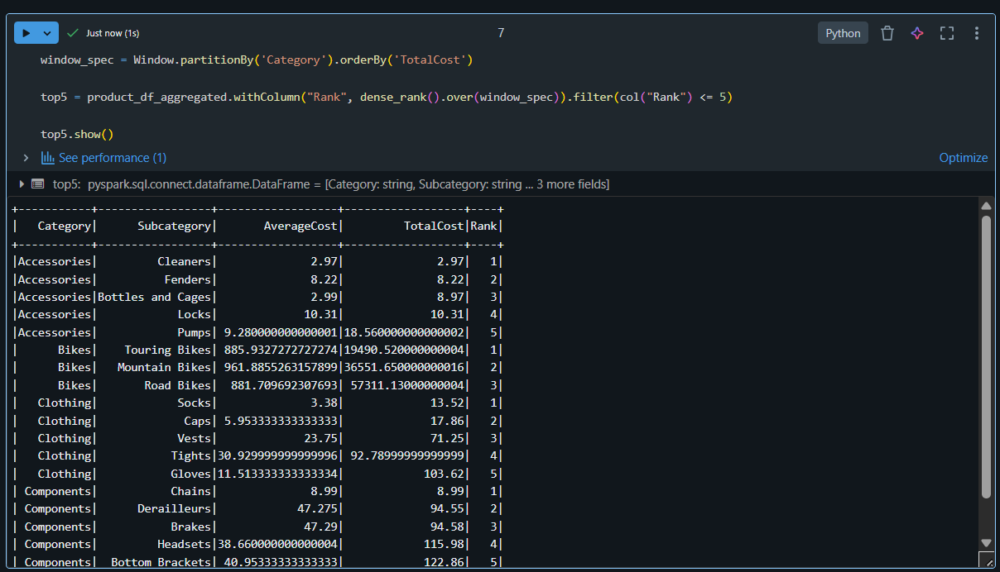 Just now (1s)
7
Python
window_spec = Window.partitionBy('Category').orderBy('TotalCost')
top5 = product_df_aggregated.withColumn("Rank", dense_rank().over(window_spec)).filter(col("Rank") <= 5)
top5.show()
See performance (1)
Optimize
top5: pyspark.sql.connect.dataframe.DataFrame = [Category: string, Subcategory: string ... 3 more fields]
+-----------+-----------------+------------------+------------------+----+
|   Category|      Subcategory|       AverageCost|         TotalCost|Rank|
+-----------+-----------------+------------------+------------------+----+
|Accessories|         Cleaners|              2.97|              2.97|   1|
|Accessories|          Fenders|              8.22|              8.22|   2|
|Accessories|Bottles and Cages|              2.99|              8.97|   3|
|Accessories|            Locks|             10.31|             10.31|   4|
|Accessories|            Pumps| 9.280000000000001|18.560000000000002|   5|
|      Bikes|    Touring Bikes| 885.9327272727274|19490.520000000004|   1|
|      Bikes|   Mountain Bikes| 961.8855263157899|36551.650000000016|   2|
|      Bikes|       Road Bikes|  881.709692307693| 57311.13000000004|   3|
|   Clothing|            Socks|              3.38|             13.52|   1|
|   Clothing|             Caps| 5.953333333333333|             17.86|   2|
|   Clothing|            Vests|             23.75|             71.25|   3|
|   Clothing|           Tights|30.929999999999996| 92.78999999999999|   4|
|   Clothing|           Gloves|11.513333333333334|            103.62|   5|
| Components|           Chains|              8.99|              8.99|   1|
| Components|      Derailleurs|            47.275|             94.55|   2|
| Components|           Brakes|             47.29|             94.58|   3|
| Components|         Headsets|38.660000000000004|            115.98|   4|
| Components|  Bottom Brackets| 40.95333333333333|            122.86|   5|